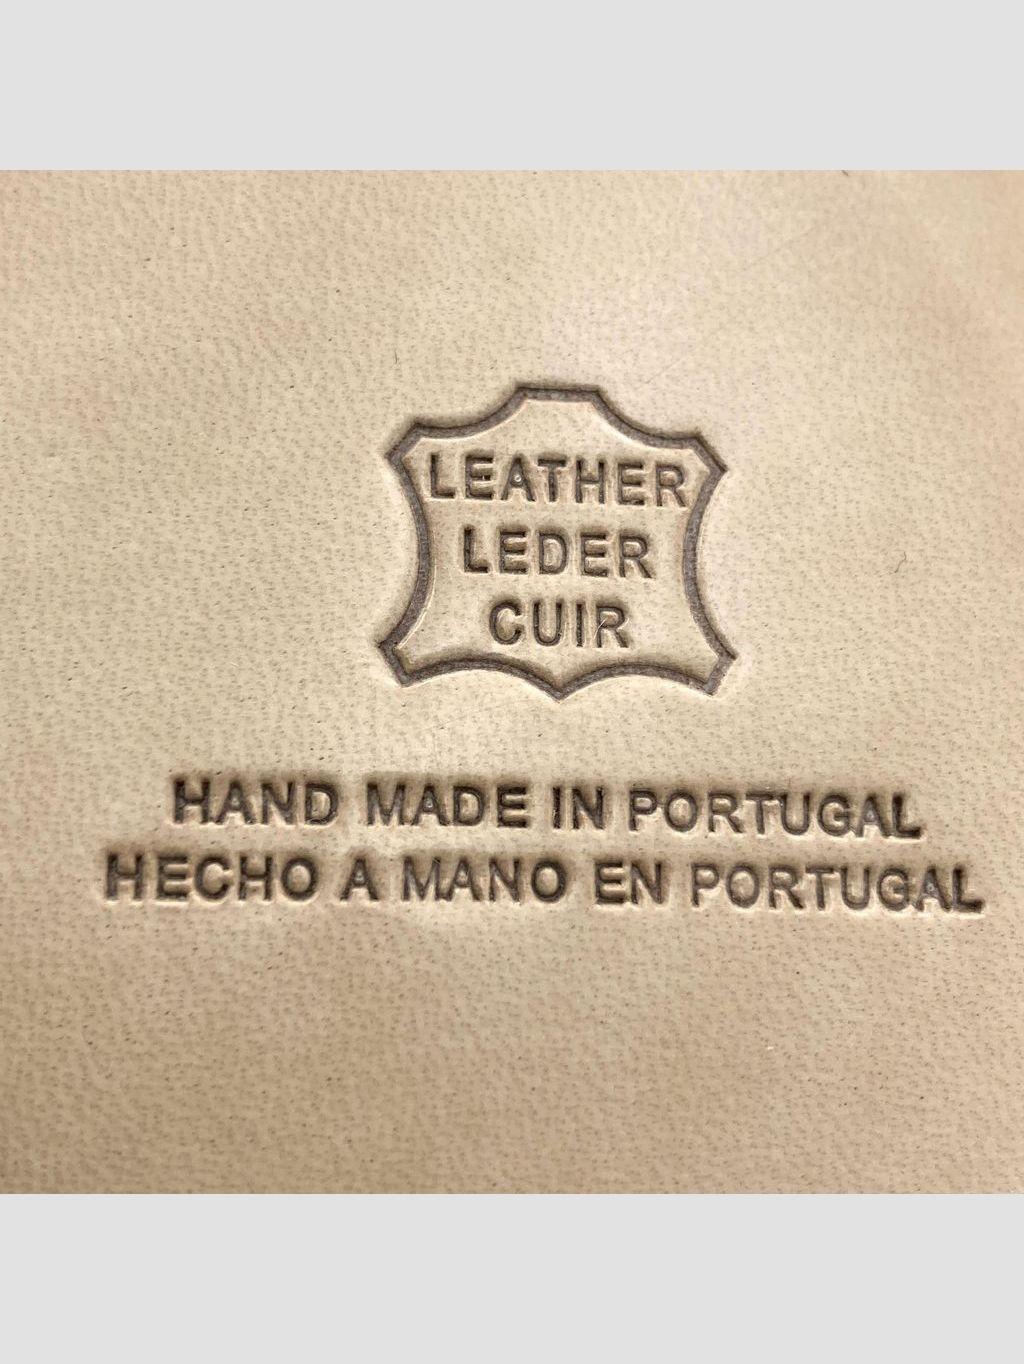 LEATHER
LEDER
CUIR
HAND MADE IN PORTUGAL
HECHO A MANO EN PORTUGAL